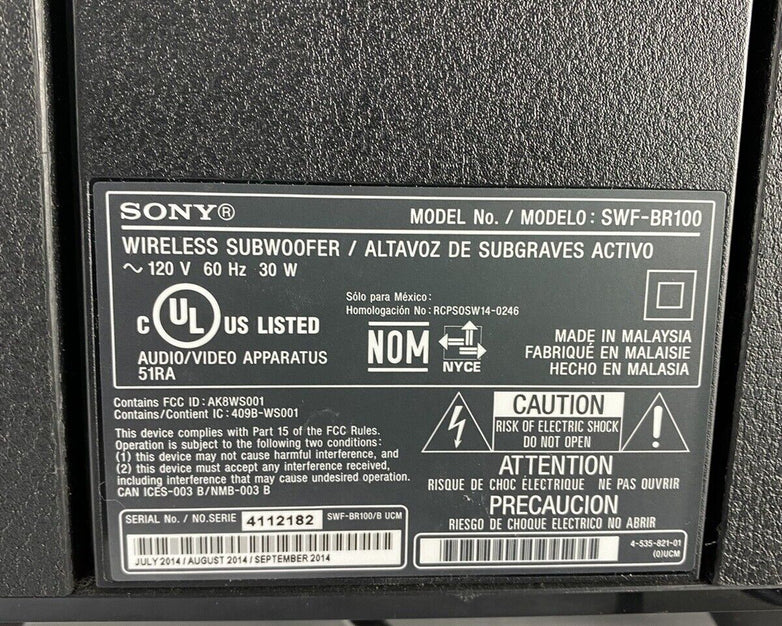 SONY®
MODEL No. / MODELO : SWF-BR100
WIRELESS SUBWOOFER / ALTAVOZ DE SUBGRAVES ACTIVO
~ 120 V 60 Hz 30 W
C UL US LISTED
AUDIO/VIDEO APPARATUS
51RA
Sólo para México :
Homologación No : RCPSOSW14-0246
NOM
NYCE
MADE IN MALAYSIA
FABRIQUÉ EN MALAISIE
HECHO EN MALASIA
Contains FCC ID : AK8WS001
Contains/Contient IC : 409B-WS001
This device complies with Part 15 of the FCC Rules.
Operation is subject to the following two conditions:
(1) this device may not cause harmful interference, and
(2) this device must accept any interference received,
including interference that may cause undesired operation.
CAN ICES-003 B/NMB-003 B
CAUTION
RISK OF ELECTRIC SHOCK
DO NOT OPEN
!
ATTENTION
RISQUE DE CHOC ÉLECTRIQUE NE PAS OUVRIR
PRECAUCION
RIESGO DE CHOQUE ELECTRICO NO ABRIR
SERIAL No. / NO.SERIE 4112182 SWF-BR100/B UCM
JULY 2014 / AUGUST 2014 / SEPTEMBER 2014
4-535-821-01
(0)UCM